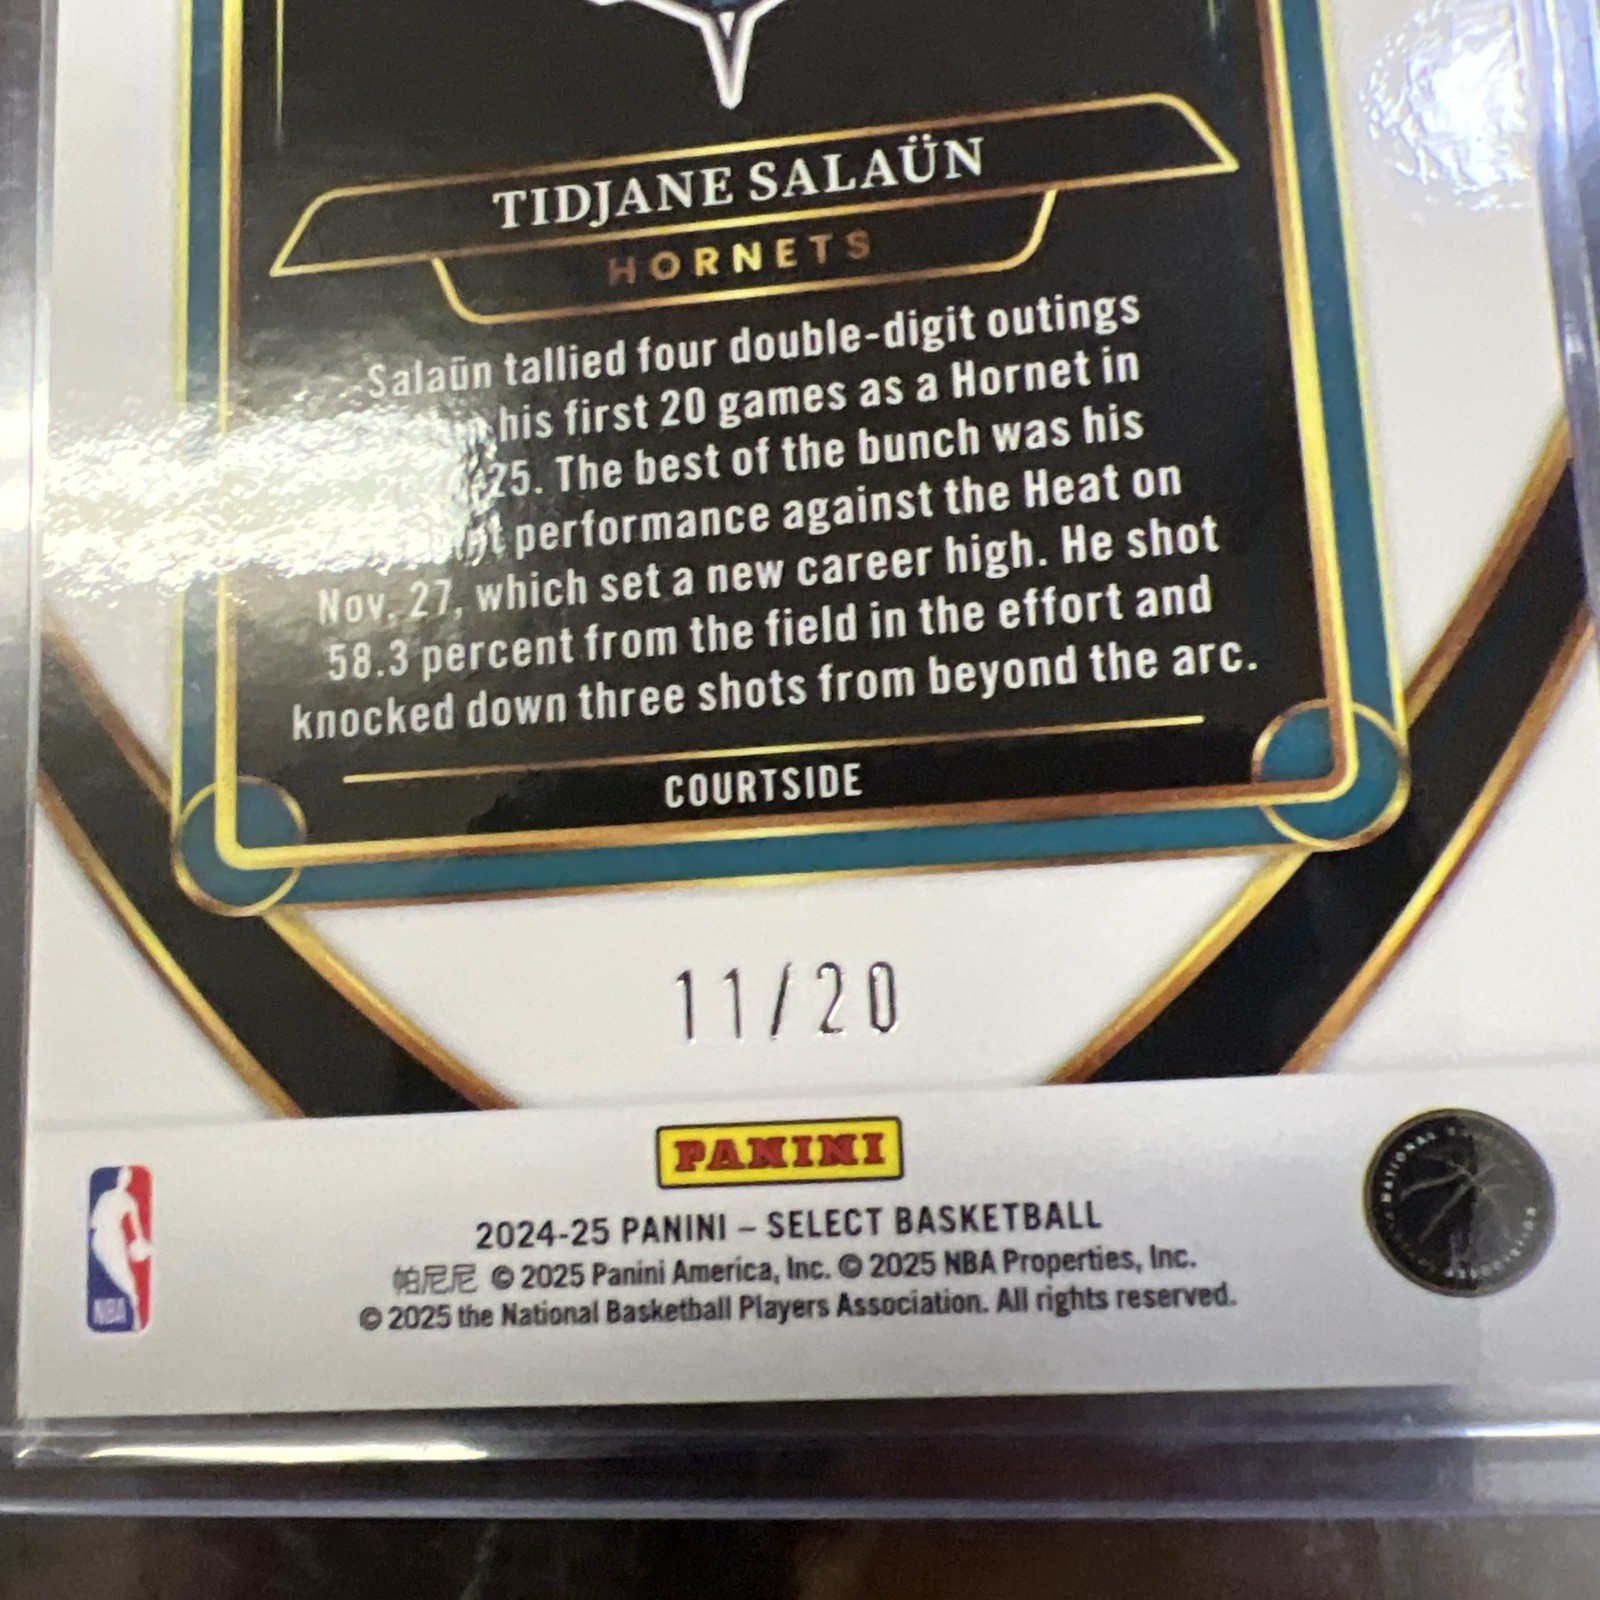 TIDJANE SALAÜN
HORNETS
Salaün tallied four double-digit outings
his first 20 games as a Hornet in
25. The best of the bunch was his
performance against the Heat on
Nov. 27, which set a new career high. He shot
58.3 percent from the field in the effort and
knocked down three shots from beyond the arc.
COURTSIDE
11/20
PANINI
2024-25 PANINI – SELECT BASKETBALL
帕尼尼 © 2025 Panini America, Inc. © 2025 NBA Properties, Inc.
© 2025 the National Basketball Players Association. All rights reserved.
NBA
NATIONAL